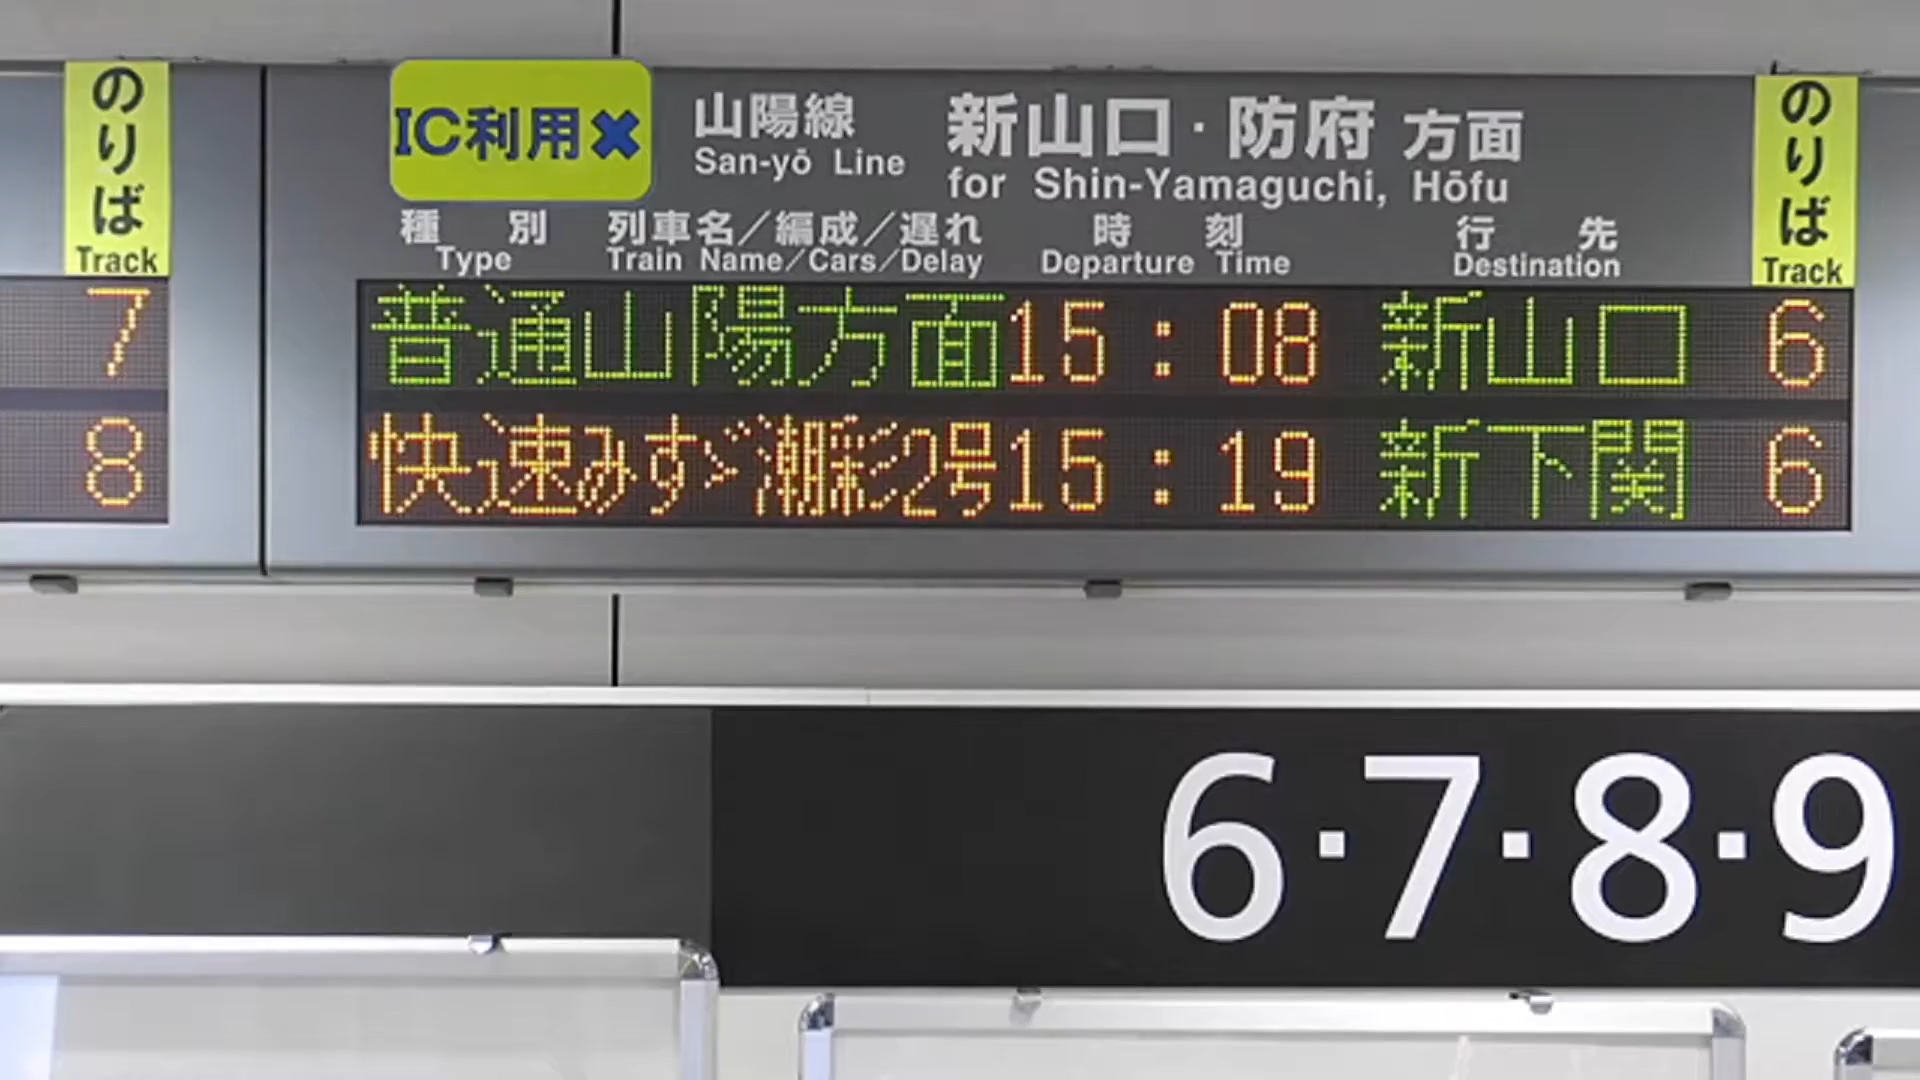 のりば
Track
7
8
IC利用✖
山陽線
San-yō Line
新山口・防府 方面
for Shin-Yamaguchi, Hōfu
のりば
Track
種別 列車名/編成/遅れ 時刻 行先
Type Train Name/Cars/Delay Departure Time Destination
普通山陽方面15:08 新山口 6
快速みすゞ潮彩2号15:19 新下関 6
6・7・8・9